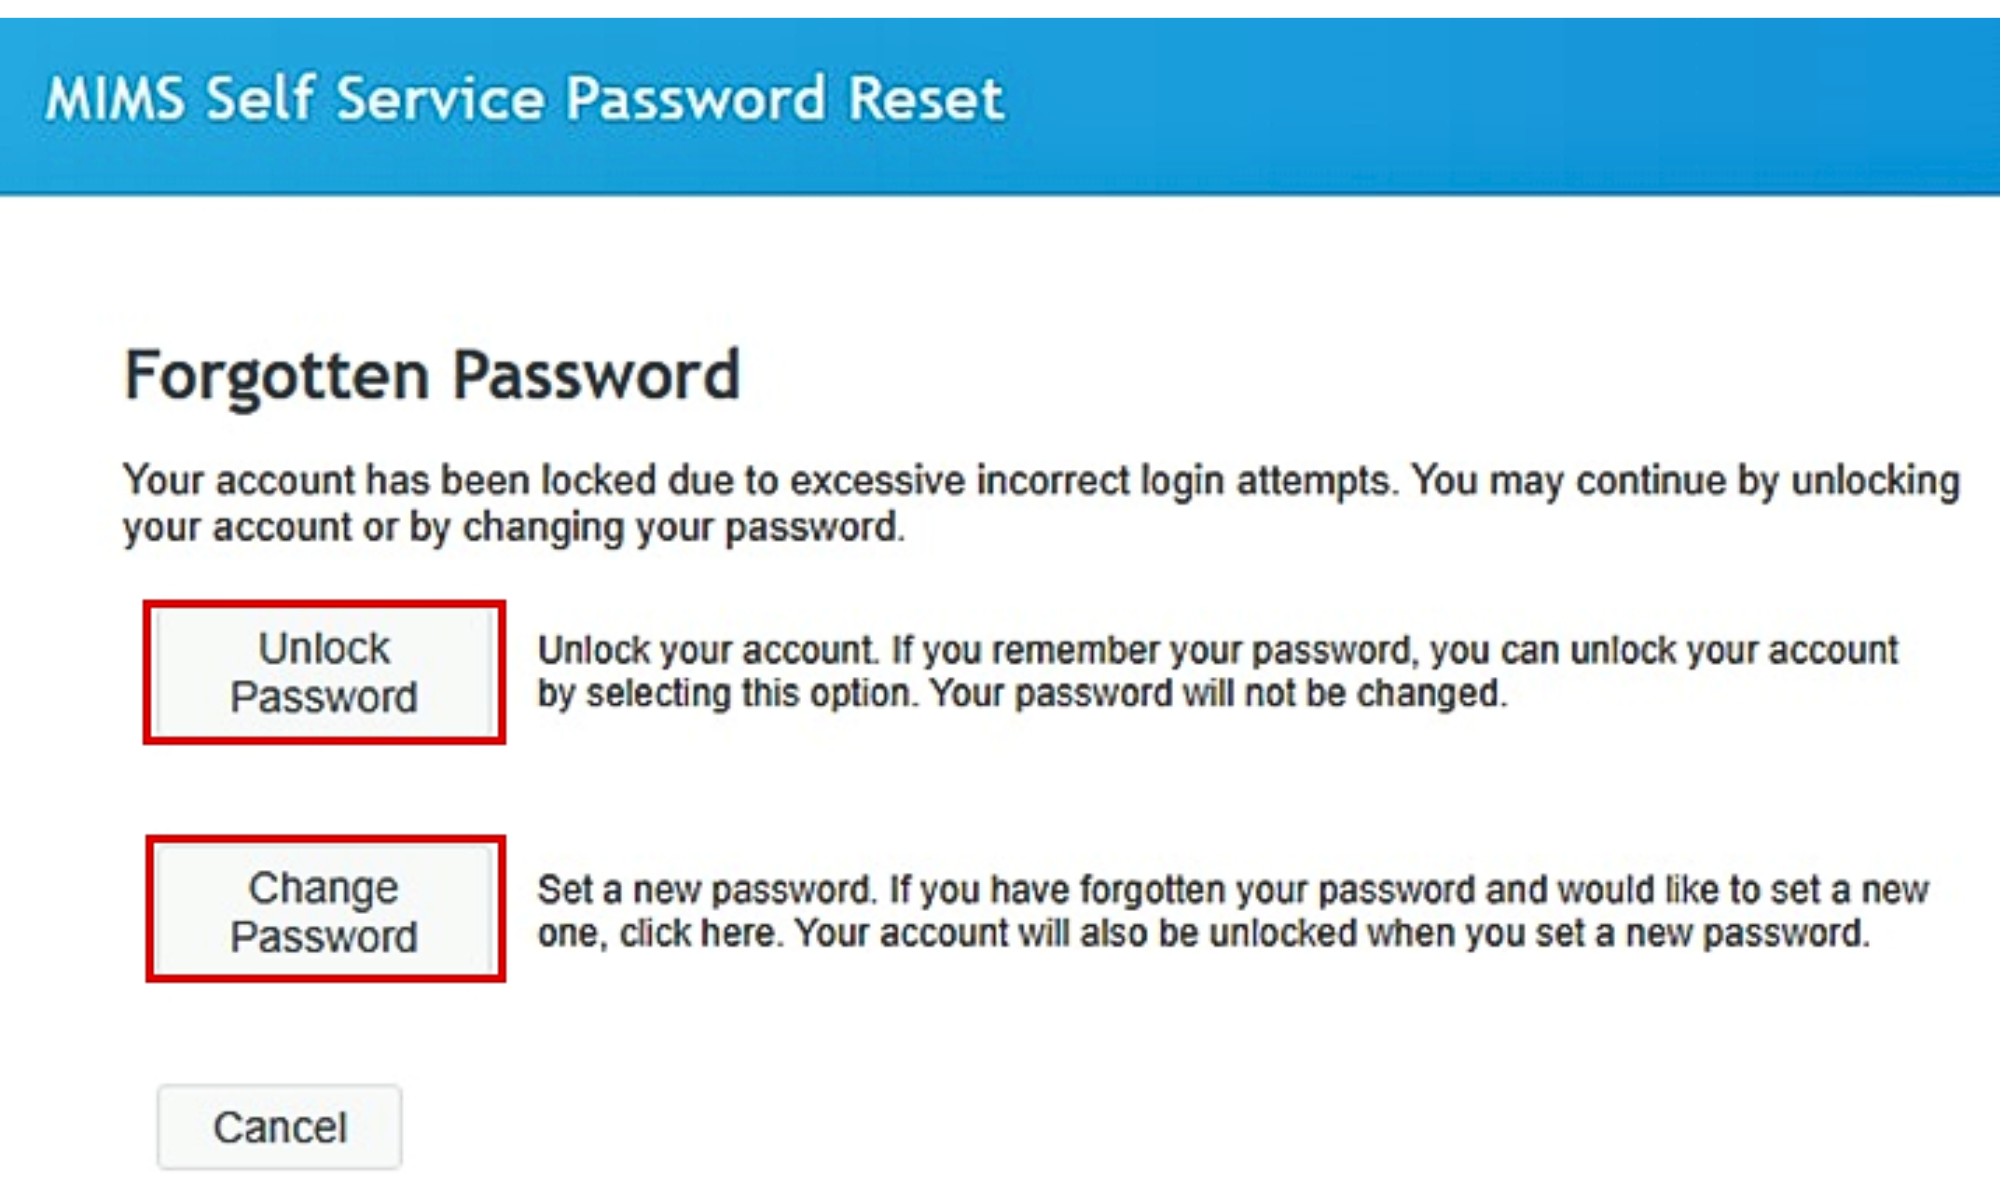 MIMS Self Service Password Reset
Forgotten Password
Your account has been locked due to excessive incorrect login attempts. You may continue by unlocking
your account or by changing your password.
Unlock
Password
Unlock your account. If you remember your password, you can unlock your account
by selecting this option. Your password will not be changed.
Change
Password
Set a new password. If you have forgotten your password and would like to set a new
one, click here. Your account will also be unlocked when you set a new password.
Cancel